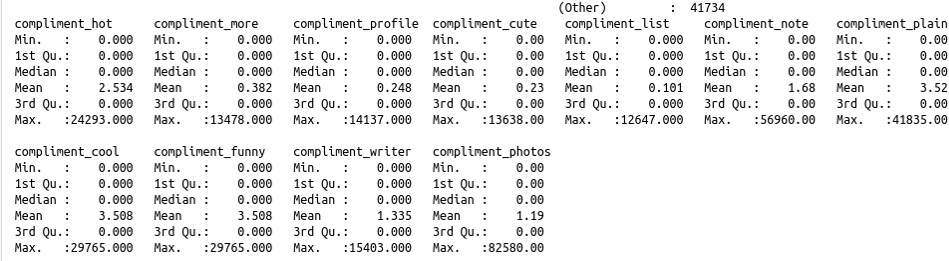 (Other)         :  41734
compliment_hot      compliment_more     compliment_profile  compliment_cute    compliment_list    compliment_note    compliment_plain
Min.   :    0.000   Min.   :    0.000   Min.   :    0.000   Min.   :    0.00   Min.   :    0.000   Min.   :    0.00   Min.   :    0.00
1st Qu.:    0.000   1st Qu.:    0.000   1st Qu.:    0.000   1st Qu.:    0.00   1st Qu.:    0.000   1st Qu.:    0.00   1st Qu.:    0.00
Median :    0.000   Median :    0.000   Median :    0.000   Median :    0.00   Median :    0.000   Median :    0.00   Median :    0.00
Mean   :    2.534   Mean   :    0.382   Mean   :    0.248   Mean   :    0.23   Mean   :    0.101   Mean   :    1.68   Mean   :    3.52
3rd Qu.:    0.000   3rd Qu.:    0.000   3rd Qu.:    0.000   3rd Qu.:    0.00   3rd Qu.:    0.000   3rd Qu.:    0.00   3rd Qu.:    0.00
Max.   :24293.000   Max.   :13478.000   Max.   :14137.000   Max.   :13638.00   Max.   :12647.000   Max.   :56960.00   Max.   :41835.00
compliment_cool     compliment_funny    compliment_writer   compliment_photos
Min.   :    0.000   Min.   :    0.000   Min.   :    0.000   Min.   :    0.00
1st Qu.:    0.000   1st Qu.:    0.000   1st Qu.:    0.000   1st Qu.:    0.00
Median :    0.000   Median :    0.000   Median :    0.000   Median :    0.00
Mean   :    3.508   Mean   :    3.508   Mean   :    1.335   Mean   :    1.19
3rd Qu.:    0.000   3rd Qu.:    0.000   3rd Qu.:    0.000   3rd Qu.:    0.00
Max.   :29765.000   Max.   :29765.000   Max.   :15403.000   Max.   :82580.00